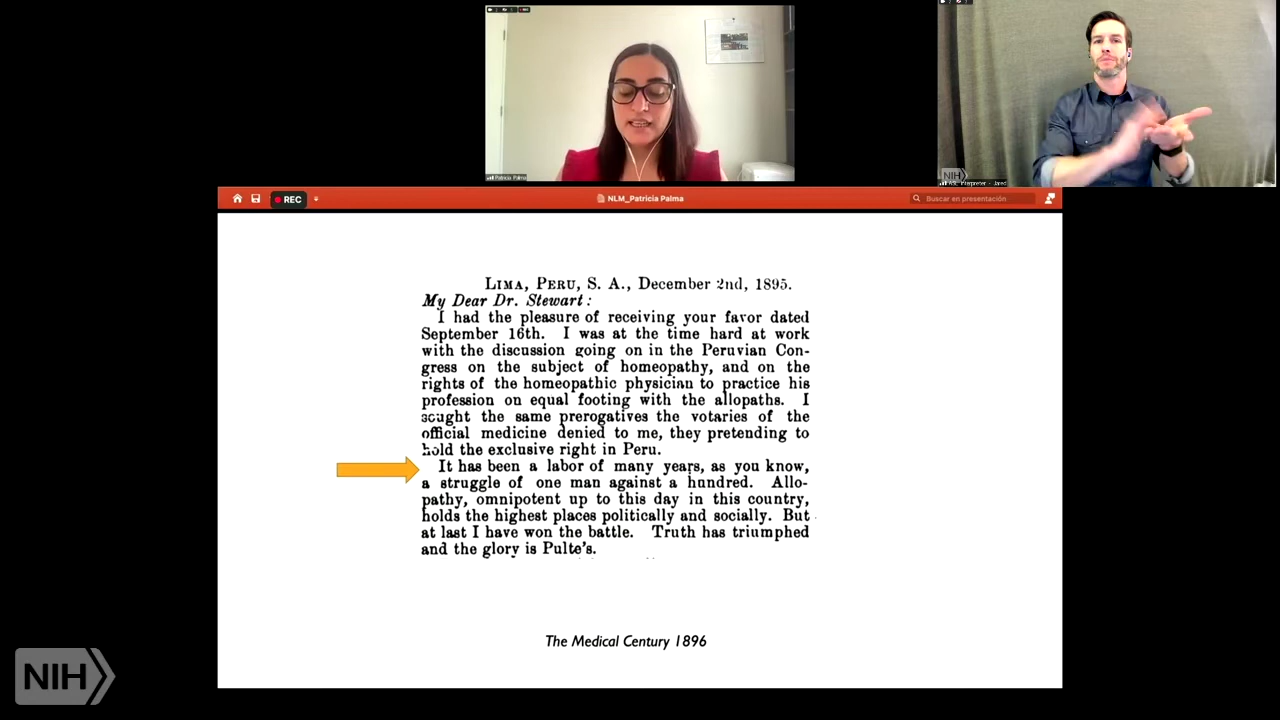 Patricia Palma
NIH
ASL Interpreter - Jared
REC
NLM_Patricia Palma
Buscar en presentación
LIMA, PERU, S. A., December 2nd, 1895.
My Dear Dr. Stewart:
I had the pleasure of receiving your favor dated
September 16th. I was at the time hard at work
with the discussion going on in the Peruvian Con-
gress on the subject of homeopathy, and on the
rights of the homeopathic physician to practice his
profession on equal footing with the allopaths. I
sought the same prerogatives the votaries of the
official medicine denied to me, they pretending to
hold the exclusive right in Peru.
It has been a labor of many years, as you know,
a struggle of one man against a hundred. Allo-
pathy, omnipotent up to this day in this country,
holds the highest places politically and socially. But
at last I have won the battle. Truth has triumphed
and the glory is Pulte's.
The Medical Century 1896
NIH